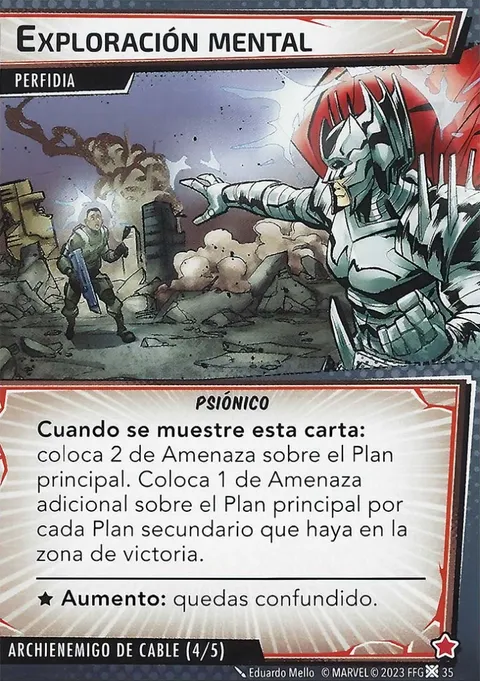 EXPLORACIÓN MENTAL
PERFIDIA
PSIÓNICO
Cuando se muestre esta carta:
coloca 2 de Amenaza sobre el Plan
principal. Coloca 1 de Amenaza
adicional sobre el Plan principal por
cada Plan secundario que haya en la
zona de victoria.
★ Aumento: quedas confundido.
ARCHIENEMIGO DE CABLE (4/5)
Eduardo Mello © MARVEL © 2023 FFG 35